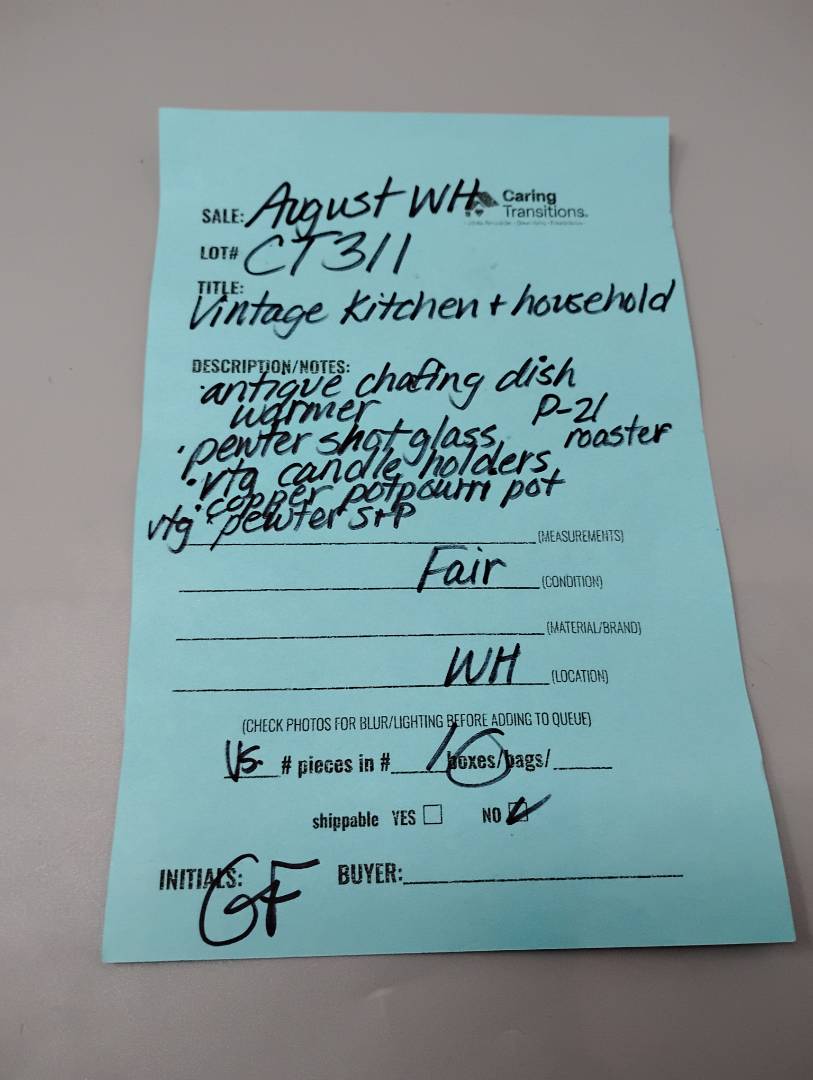 SALE: August WH Caring Transitions.
LOT# CT311
TITLE:
Vintage Kitchen + household
DESCRIPTION/NOTES:
·antique chafing dish
warmer P-21
·pewter shot glass roaster
·vtg candle holders
·copper potpourri pot
vtg pewter S+P
(MEASUREMENTS)
Fair (CONDITION)
(MATERIAL/BRAND)
WH (LOCATION)
(CHECK PHOTOS FOR BLUR/LIGHTING BEFORE ADDING TO QUEUE)
VS. # pieces in # 1 boxes/bags/
shippable YES NO
INITIALS: GF BUYER: